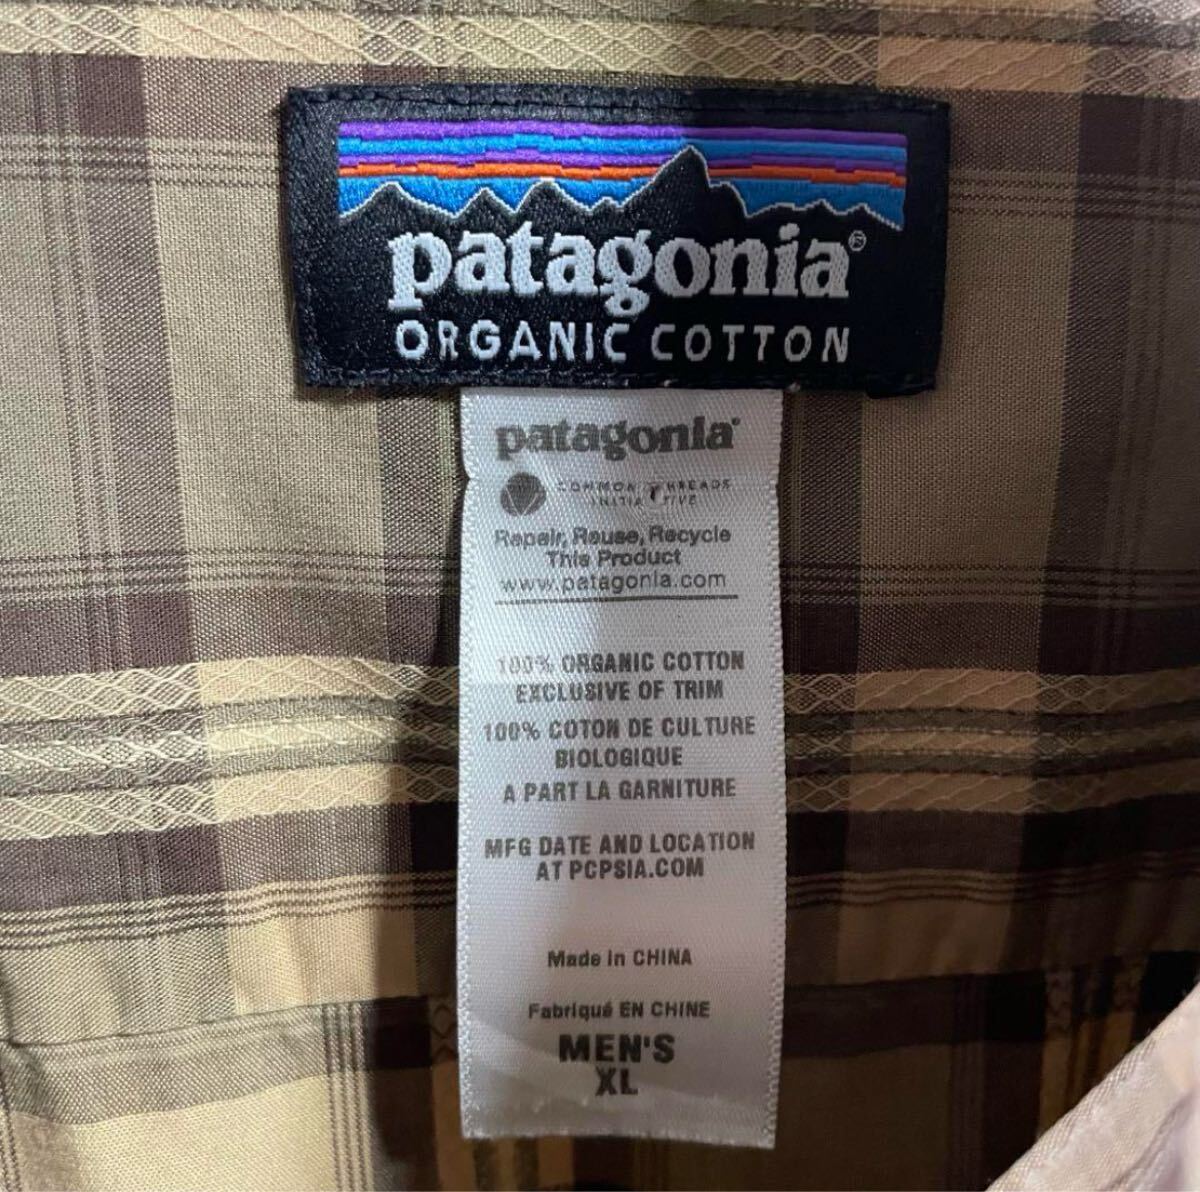 patagonia®
ORGANIC COTTON
patagonia®
COMMON THREADS
INITIATIVE
Repair, Reuse, Recycle
This Product
www.patagonia.com
100% ORGANIC COTTON
EXCLUSIVE OF TRIM
100% COTON DE CULTURE
BIOLOGIQUE
A PART LA GARNITURE
MFG DATE AND LOCATION
AT PCPSIA.COM
Made in CHINA
Fabriqué EN CHINE
MEN'S
XL